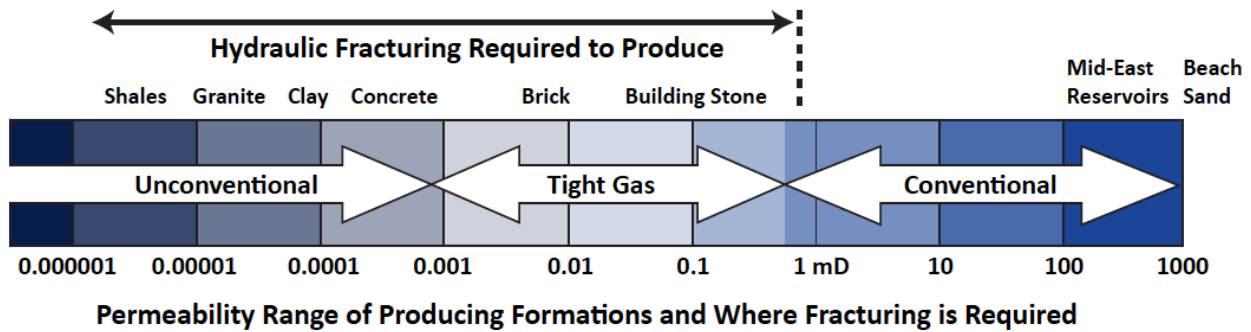 Hydraulic Fracturing Required to Produce
Mid-East Beach
Shales Granite Clay Concrete Brick Building Stone Reservoirs Sand
Unconventional Tight Gas Conventional
0.000001 0.00001 0.0001 0.001 0.01 0.1 1 mD 10 100 1000
Permeability Range of Producing Formations and Where Fracturing is Required